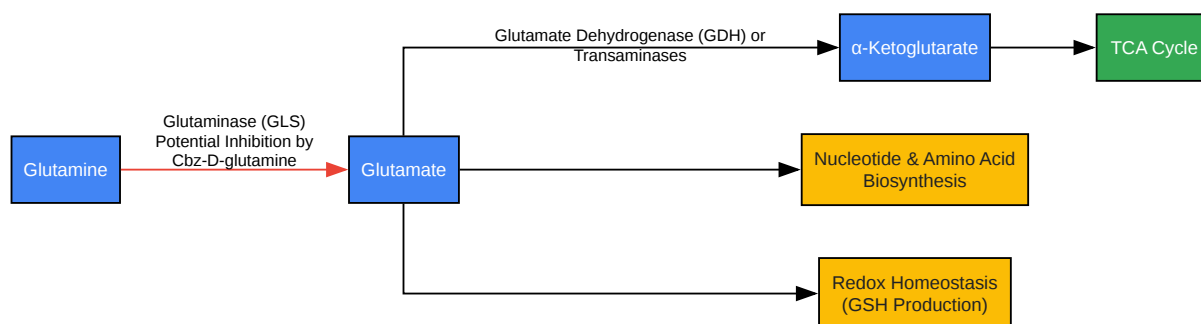 Glutamate Dehydrogenase (GDH) or
Transaminases
α-Ketoglutarate
TCA Cycle
Glutaminase (GLS)
Potential Inhibition by
Cbz-D-glutamine
Glutamine
Glutamate
Nucleotide & Amino Acid
Biosynthesis
Redox Homeostasis
(GSH Production)